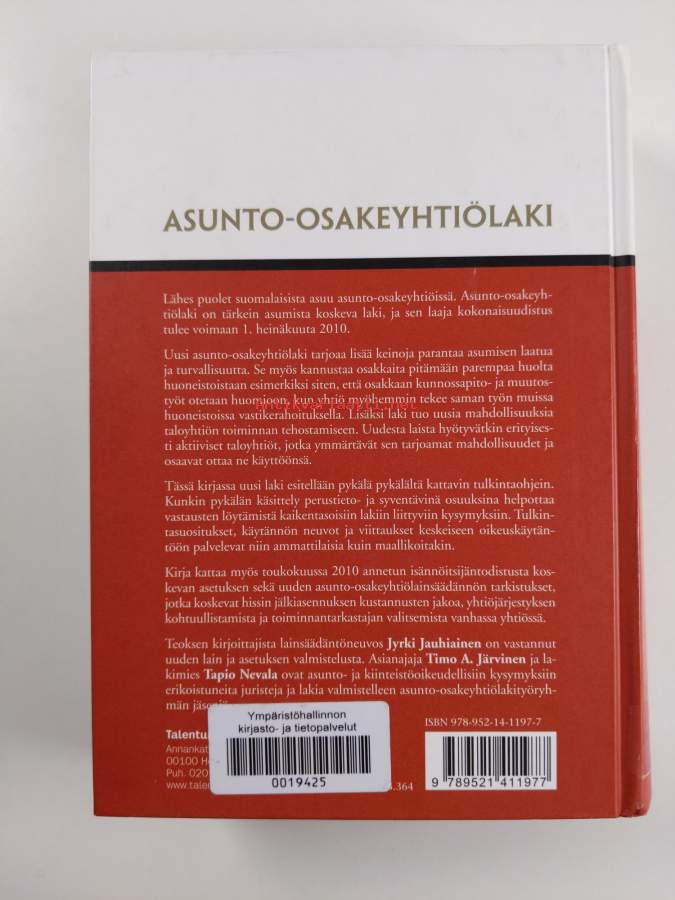 ASUNTO-OSAKEYHTIÖLAKI
Lähes puolet suomalaisista asuu asunto-osakeyhtiöissä. Asunto-osakeyh-
tiölaki on tärkein asumista koskeva laki, ja sen laaja kokonaisuudistus
tulee voimaan 1. heinäkuuta 2010.
Uusi asunto-osakeyhtiölaki tarjoaa lisää keinoja parantaa asumisen laatua
ja turvallisuutta. Se myös kannustaa osakkaita pitämään parempaa huolta
huoneistoistaan esimerkiksi siten, että osakkaan kunnossapito- ja muutos-
työt otetaan huomioon, kun yhtiö myöhemmin tekee saman työn muissa
huoneistoissa vastikerahoituksella. Lisäksi laki tuo uusia mahdollisuuksia
taloyhtiön toiminnan tehostamiseen. Uudesta laista hyötyvätkin erityises-
ti aktiiviset taloyhtiöt, jotka ymmärtävät sen tarjoamat mahdollisuudet ja
osaavat ottaa ne käyttöönsä.
Tässä kirjassa uusi laki esitellään pykälä pykälältä kattavin tulkintaohjein.
Kunkin pykälän käsittely perustieto- ja syventävinä osuuksina helpottaa
vastausten löytämistä kaikentasoisiin lakiin liittyviin kysymyksiin. Tulkin-
tasuositukset, käytännön neuvot ja viittaukset keskeiseen oikeuskäytän-
töön palvelevat niin ammattilaisia kuin maallikoitakin.
Kirja kattaa myös toukokuussa 2010 annetun isännöitsijäntodistusta kos-
kevan asetuksen sekä uuden asunto-osakeyhtiölainsäädännön tarkistukset,
jotka koskevat hissin jälkiasennuksen kustannusten jakoa, yhtiöjärjestyksen
kohtuullistamista ja toiminnantarkastajan valitsemista vanhassa yhtiössä.
Teoksen kirjoittajista lainsäädäntöneuvos Jyrki Jauhiainen on vastannut
uuden lain ja asetuksen valmistelusta. Asianajaja Timo A. Järvinen ja la-
kimies Tapio Nevala ovat asunto- ja kiinteistöoikeudellisiin kysymyksiin
erikoistuneita juristeja ja lakia valmistelleen asunto-osakeyhtiölakityöryh-
män
ISBN 978-952-14-1197-7
Ympäristöhallinnon
kirjasto- ja tietopalvelut
0019425
00100
Puh. 020
.364
9 789521 411977